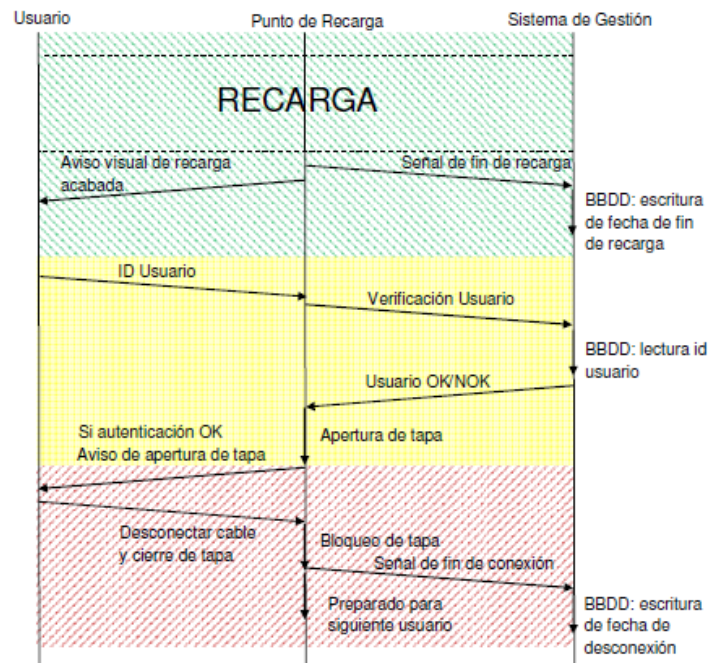 Usuario
Punto de Recarga
Sistema de Gestión
RECARGA
Aviso visual de recarga
acabada
Señal de fin de recarga
BBDD: escritura
de fecha de fin
de recarga
ID Usuario
Verificación Usuario
BBDD: lectura id
usuario
Usuario OK/NOK
Si autenticación OK
Aviso de apertura de tapa
Apertura de tapa
Desconectar cable
y cierre de tapa
Bloqueo de tapa
Señal de fin de conexión
Preparado para
siguiente usuario
BBDD: escritura
de fecha de
desconexión